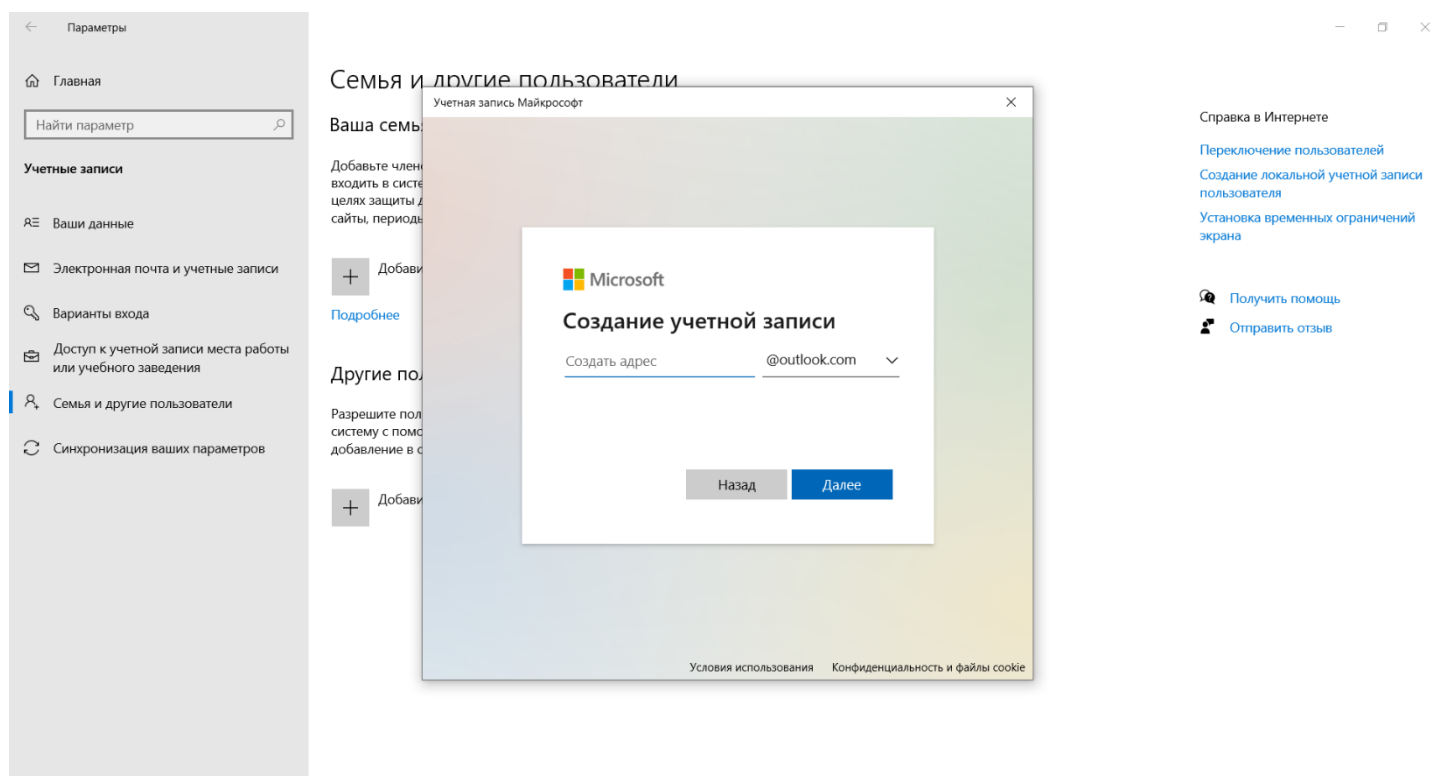 Параметры
Главная
Найти параметр
Учетные записи
Ваши данные
Электронная почта и учетные записи
Варианты входа
Доступ к учетной записи места работы
или учебного заведения
Семья и другие пользователи
Синхронизация ваших параметров
Семья и другие пользователи
Ваша семь
Добавьте член
входить в систе
целях защиты д
сайты, периоды
Добави
Подробнее
Другие пол
Разрешите пол
систему с помо
добавление в с
Добави
Учетная запись Майкрософт
Microsoft
Создание учетной записи
Создать адрес
@outlook.com
Назад
Далее
Условия использования
Конфиденциальность и файлы cookie
Справка в Интернете
Переключение пользователей
Создание локальной учетной записи
пользователя
Установка временных ограничений
экрана
Получить помощь
Отправить отзыв